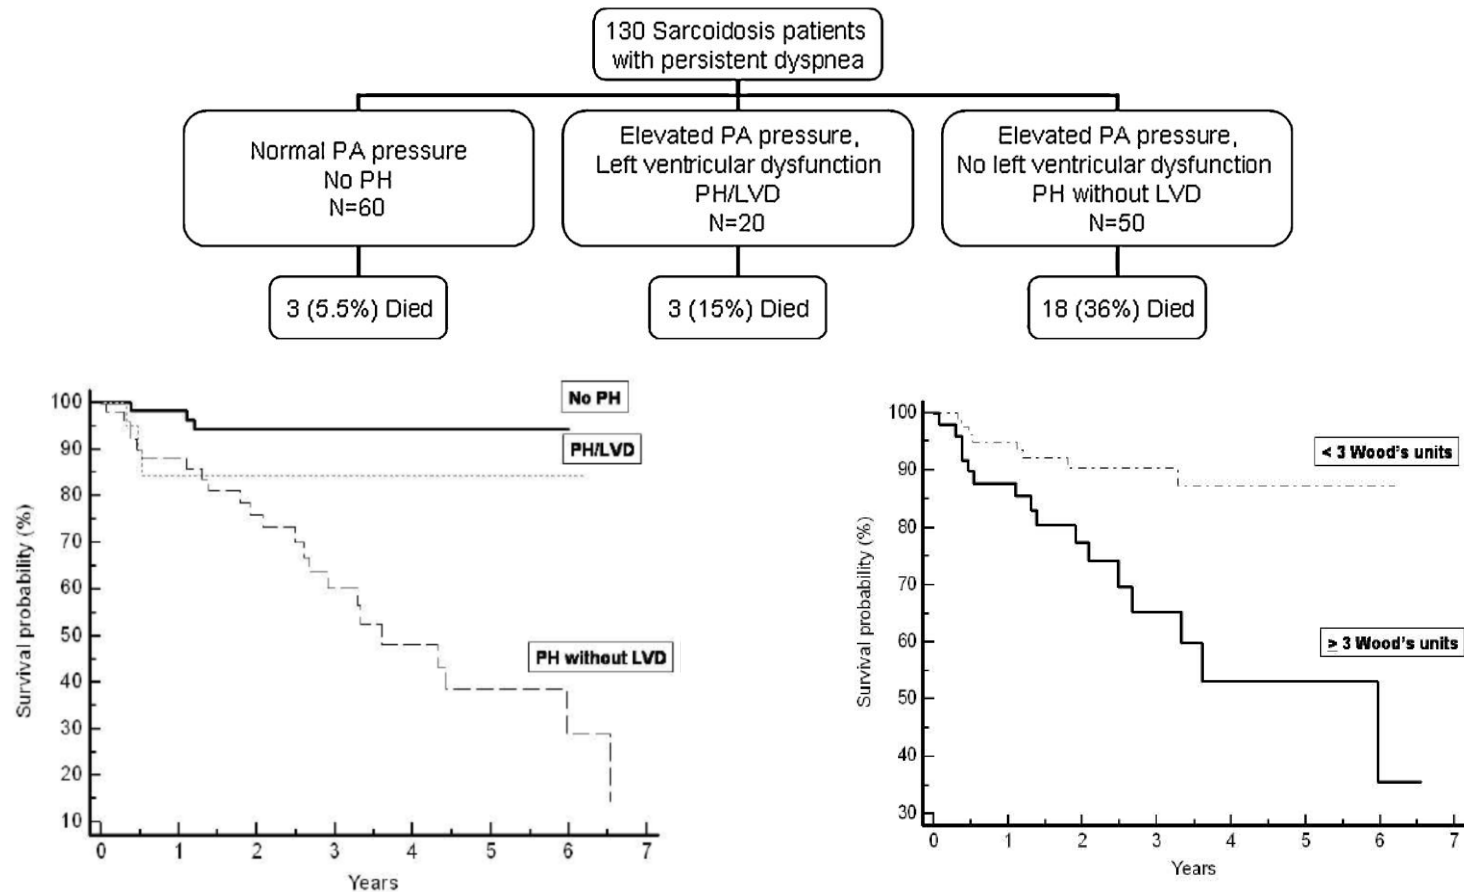 130 Sarcoidosis patients
with persistent dyspnea
Normal PA pressure
No PH
N=60
Elevated PA pressure,
Left ventricular dysfunction
PH/LVD
N=20
Elevated PA pressure,
No left ventricular dysfunction
PH without LVD
N=50
3 (5.5%) Died
3 (15%) Died
18 (36%) Died
Survival probability (%)
100
90
80
70
60
50
40
30
20
10
No PH
PH/LVD
PH without LVD
0 1 2 3 4 5 6 7
Years
Survival probability (%)
100
90
80
70
60
50
40
30
< 3 Wood's units
≥ 3 Wood's units
0 1 2 3 4 5 6 7
Years